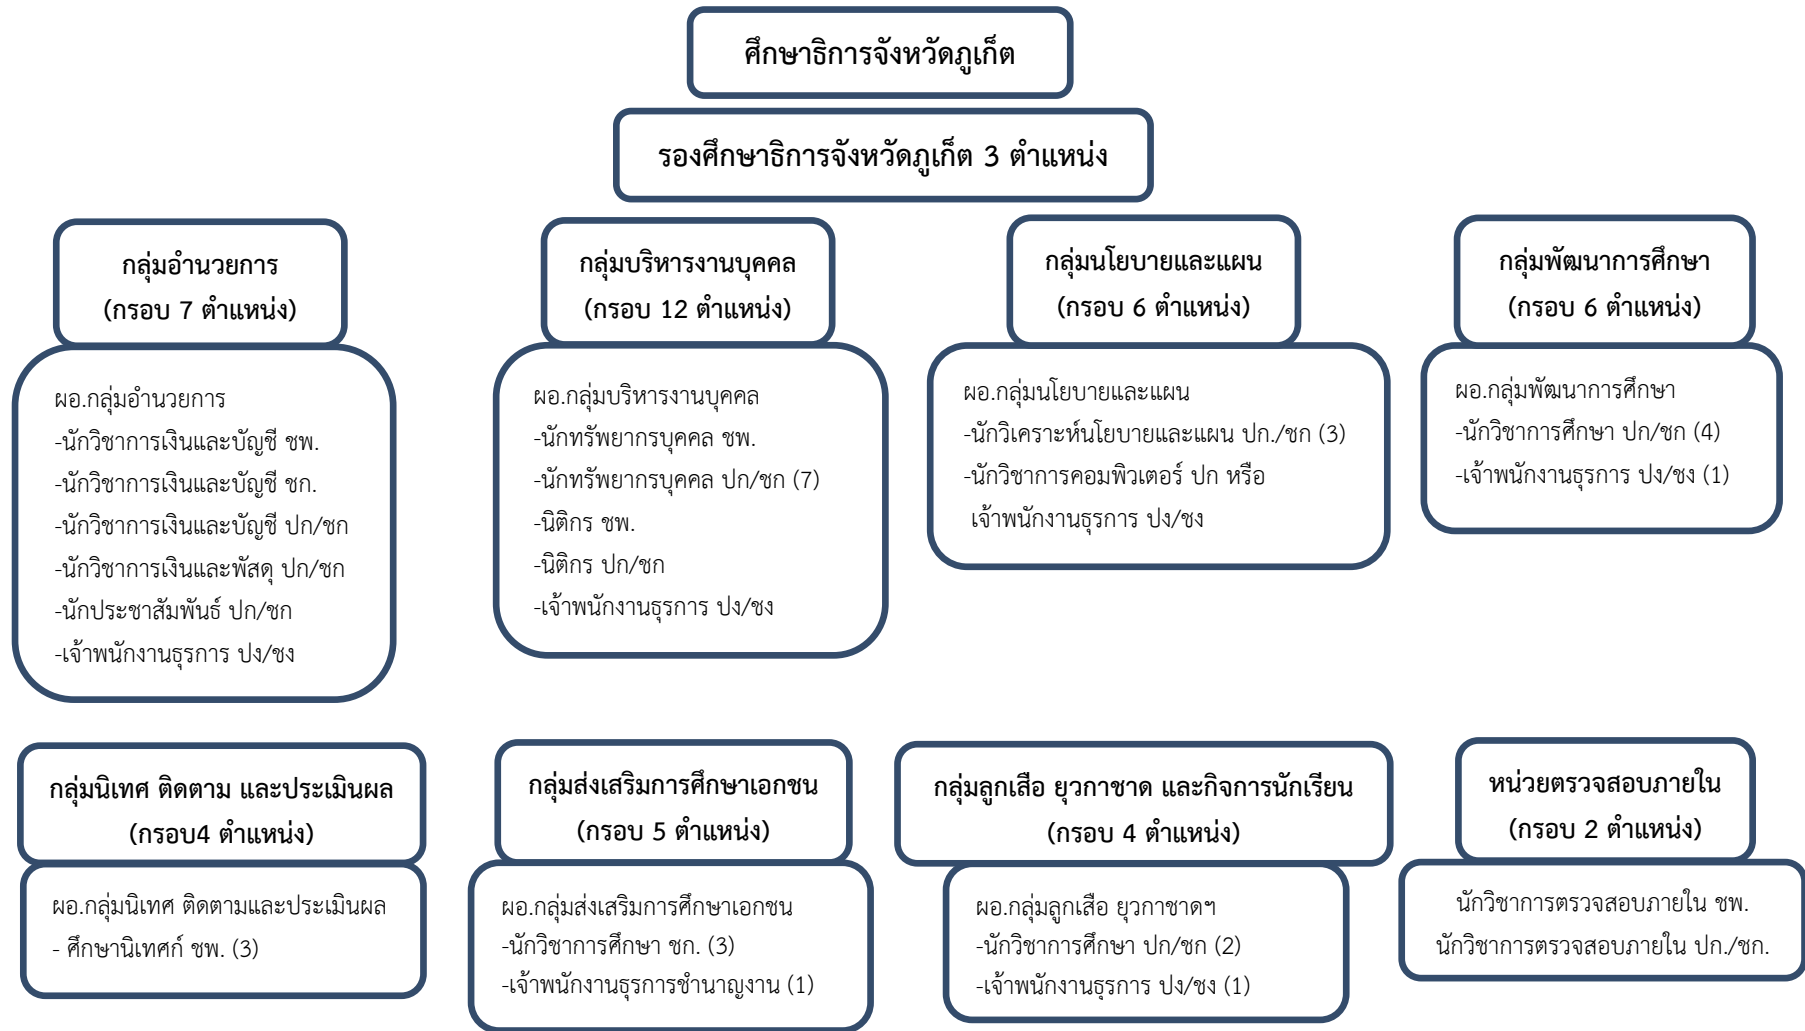 ศึกษาธิการจังหวัดภูเก็ต
รองศึกษาธิการจังหวัดภูเก็ต 3 ตำแหน่ง
กลุ่มอำนวยการ
(กรอบ 7 ตำแหน่ง)
ผอ.กลุ่มอำนวยการ
-นักวิชาการเงินและบัญชี ชพ.
-นักวิชาการเงินและบัญชี ชก.
-นักวิชาการเงินและบัญชี ปก/ชก
-นักวิชาการเงินและพัสดุ ปก/ชก
-นักประชาสัมพันธ์ ปก/ชก
-เจ้าพนักงานธุรการ ปง/ชง
กลุ่มบริหารงานบุคคล
(กรอบ 12 ตำแหน่ง)
ผอ.กลุ่มบริหารงานบุคคล
-นักทรัพยากรบุคคล ชพ.
-นักทรัพยากรบุคคล ปก/ชก (7)
-นิติกร ชพ.
-นิติกร ปก/ชก
-เจ้าพนักงานธุรการ ปง/ชง
กลุ่มนโยบายและแผน
(กรอบ 6 ตำแหน่ง)
ผอ.กลุ่มนโยบายและแผน
-นักวิเคราะห์นโยบายและแผน ปก./ชก (3)
-นักวิชาการคอมพิวเตอร์ ปก หรือ
เจ้าพนักงานธุรการ ปง/ชง
กลุ่มพัฒนาการศึกษา
(กรอบ 6 ตำแหน่ง)
ผอ.กลุ่มพัฒนาการศึกษา
-นักวิชาการศึกษา ปก/ชก (4)
-เจ้าพนักงานธุรการ ปง/ชง (1)
กลุ่มนิเทศ ติดตาม และประเมินผล
(กรอบ4 ตำแหน่ง)
ผอ.กลุ่มนิเทศ ติดตามและประเมินผล
- ศึกษานิเทศก์ ชพ. (3)
กลุ่มส่งเสริมการศึกษาเอกชน
(กรอบ 5 ตำแหน่ง)
ผอ.กลุ่มส่งเสริมการศึกษาเอกชน
-นักวิชาการศึกษา ชก. (3)
-เจ้าพนักงานธุรการชำนาญงาน (1)
กลุ่มลูกเสือ ยุวกาชาด และกิจการนักเรียน
(กรอบ 4 ตำแหน่ง)
ผอ.กลุ่มลูกเสือ ยุวกาชาดฯ
-นักวิชาการศึกษา ปก/ชก (2)
-เจ้าพนักงานธุรการ ปง/ชง (1)
หน่วยตรวจสอบภายใน
(กรอบ 2 ตำแหน่ง)
นักวิชาการตรวจสอบภายใน ชพ.
นักวิชาการตรวจสอบภายใน ปก./ชก.